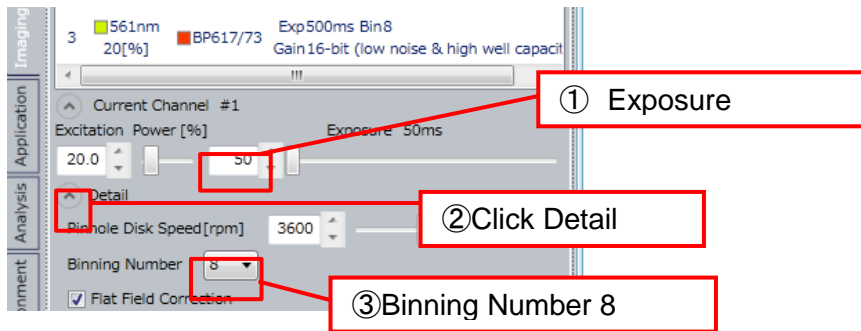 Imaging
Application
Analysis
3 561nm BP617/73 Exp500ms Bin8
20[%] Gain16-bit (low noise & high well capacit
Current Channel #1
① Exposure
Excitation Power [%] Exposure 50ms
20.0 50
Detail
②Click Detail
Pinhole Disk Speed[rpm] 3600
Binning Number 8
③Binning Number 8
Flat Field Correction